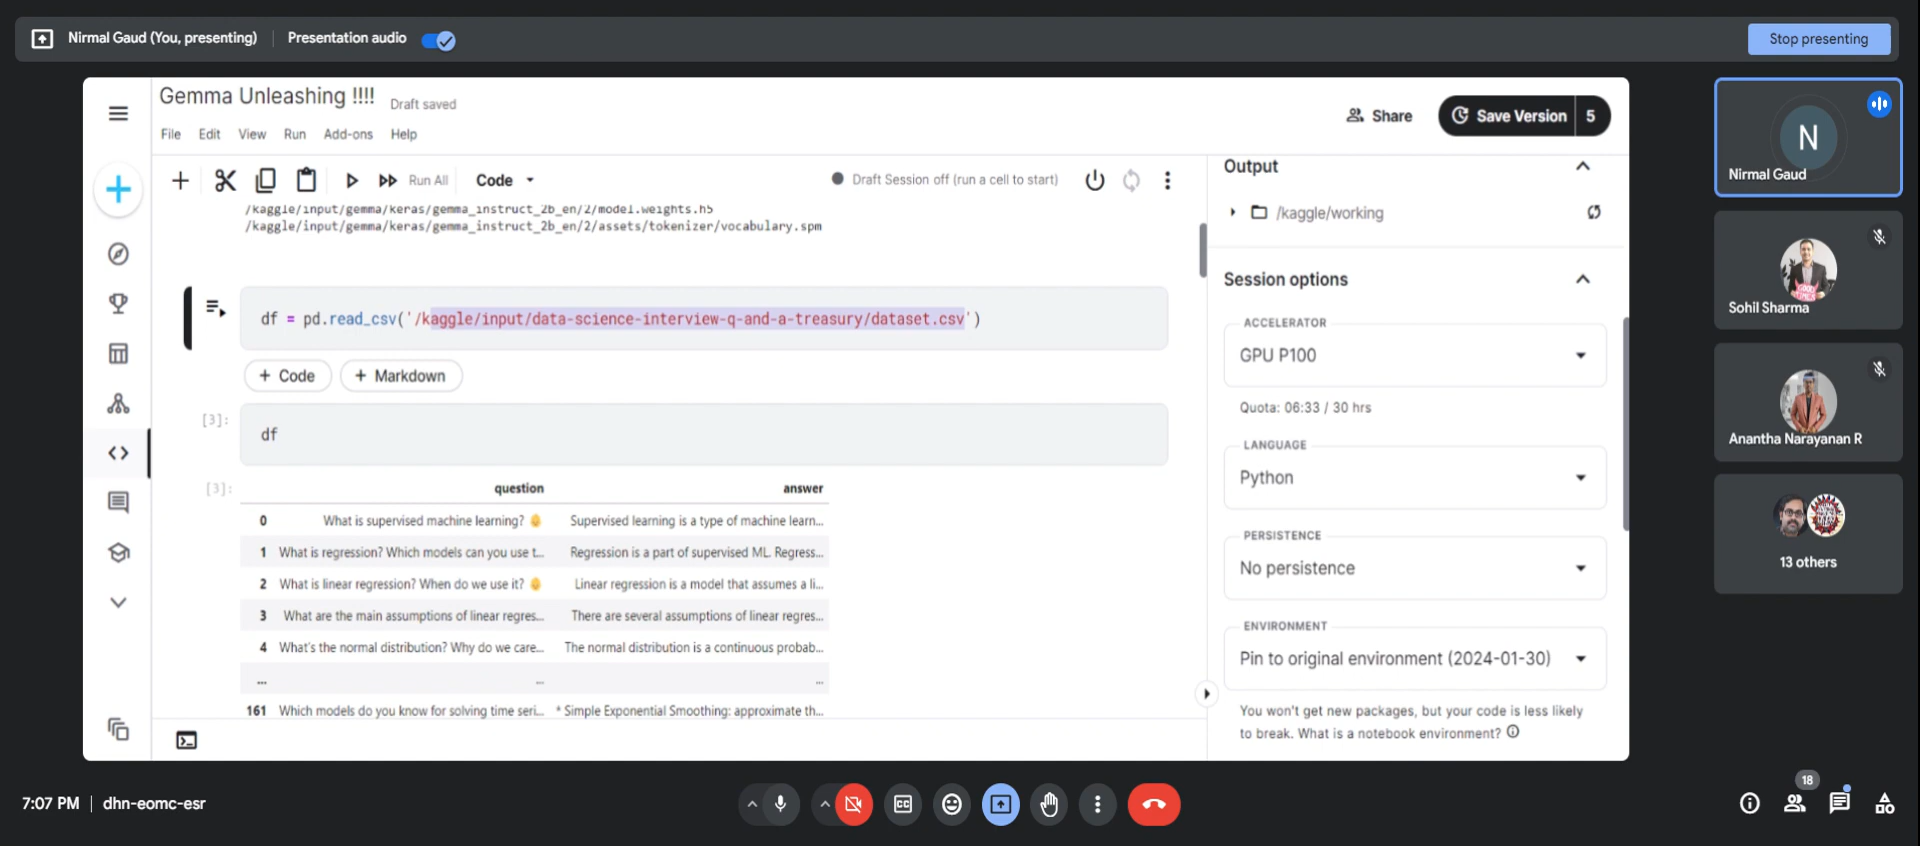 Nirmal Gaud (You, presenting)
Presentation audio
Stop presenting
Gemma Unleashing !!!! Draft saved
File Edit View Run Add-ons Help
Share
Save Version 5
Run All
Code
Draft Session off (run a cell to start)
/kaggle/input/gemma/keras/gemma_instruct_2b_en/2/model.weights.h5
/kaggle/input/gemma/keras/gemma_instruct_2b_en/2/assets/tokenizer/vocabulary.spm
df = pd.read_csv('/kaggle/input/data-science-interview-q-and-a-treasury/dataset.csv')
+ Code + Markdown
[3]:
df
[3]:
question answer
0 What is supervised machine learning? 👶 Supervised learning is a type of machine learn...
1 What is regression? Which models can you use t... Regression is a part of supervised ML. Regress...
2 What is linear regression? When do we use it? 👶 Linear regression is a model that assumes a li...
3 What are the main assumptions of linear regres... There are several assumptions of linear regres...
4 What's the normal distribution? Why do we care... The normal distribution is a continuous probab...
... ... ...
161 Which models do you know for solving time seri... * Simple Exponential Smoothing: approximate th...
Output
/kaggle/working
Session options
ACCELERATOR
GPU P100
Quota: 06:33 / 30 hrs
LANGUAGE
Python
PERSISTENCE
No persistence
ENVIRONMENT
Pin to original environment (2024-01-30)
You won't get new packages, but your code is less likely
to break. What is a notebook environment?
N
Nirmal Gaud
Sohil Sharma
Anantha Narayanan R
13 others
7:07 PM | dhn-eomc-esr
CC
18